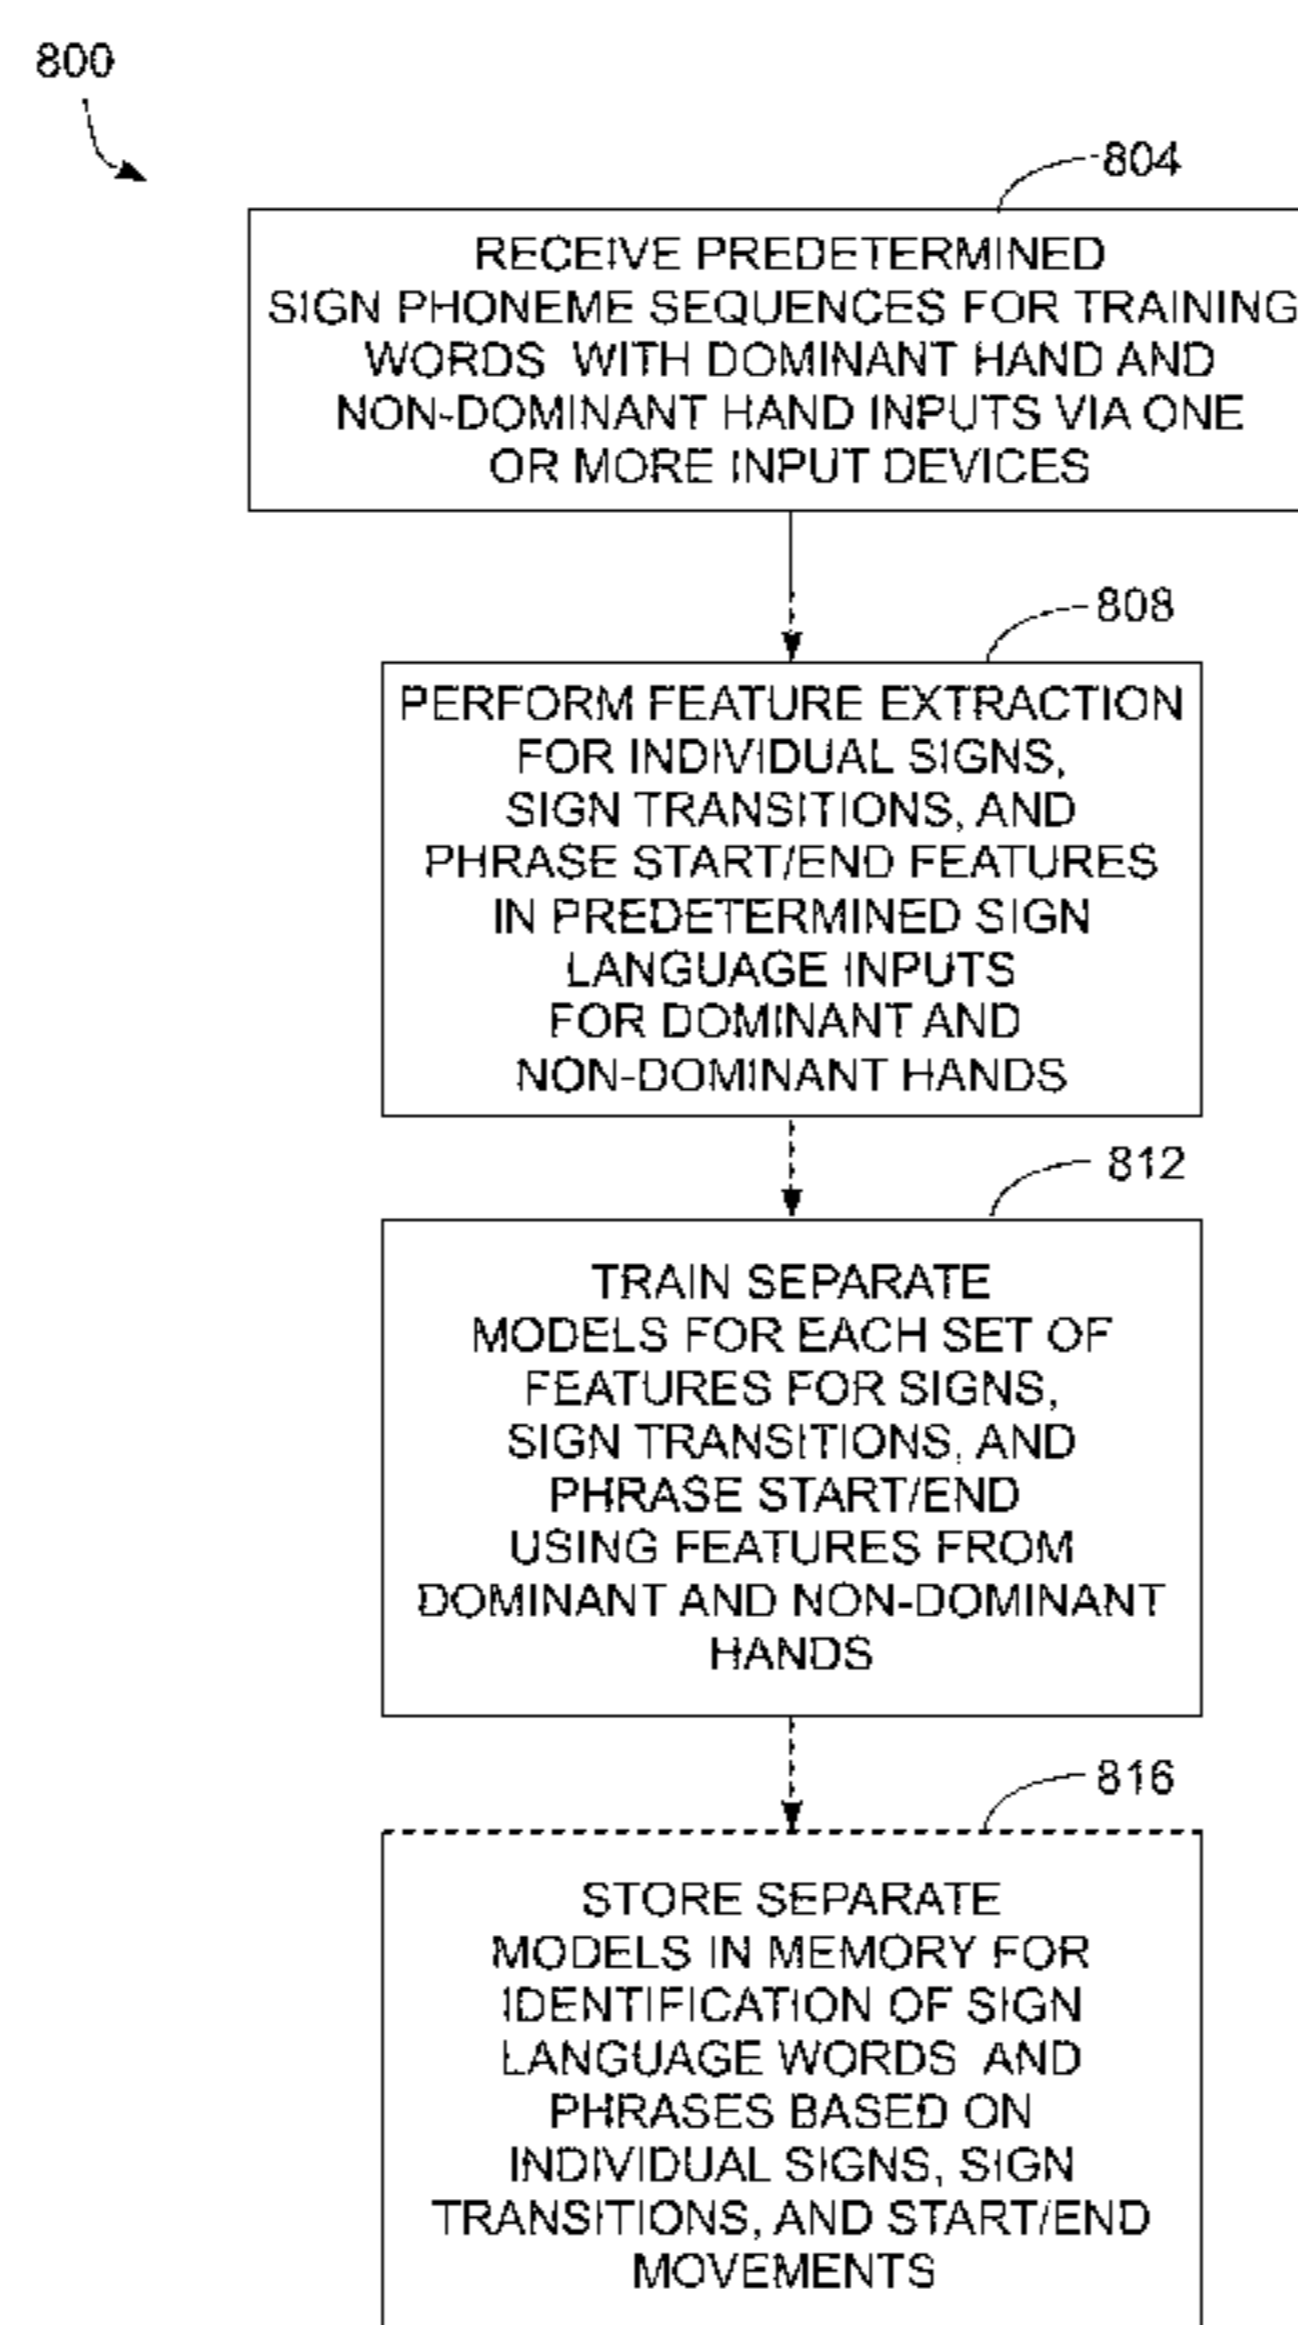 800
804
RECEIVE PREDETERMINED
SIGN PHONEME SEQUENCES FOR TRAINING
WORDS WITH DOMINANT HAND AND
NON-DOMINANT HAND INPUTS VIA ONE
OR MORE INPUT DEVICES
808
PERFORM FEATURE EXTRACTION
FOR INDIVIDUAL SIGNS,
SIGN TRANSITIONS, AND
PHRASE START/END FEATURES
IN PREDETERMINED SIGN
LANGUAGE INPUTS
FOR DOMINANT AND
NON-DOMINANT HANDS
812
TRAIN SEPARATE
MODELS FOR EACH SET OF
FEATURES FOR SIGNS,
SIGN TRANSITIONS, AND
PHRASE START/END
USING FEATURES FROM
DOMINANT AND NON-DOMINANT
HANDS
816
STORE SEPARATE
MODELS IN MEMORY FOR
IDENTIFICATION OF SIGN
LANGUAGE WORDS AND
PHRASES BASED ON
INDIVIDUAL SIGNS, SIGN
TRANSITIONS, AND START/END
MOVEMENTS